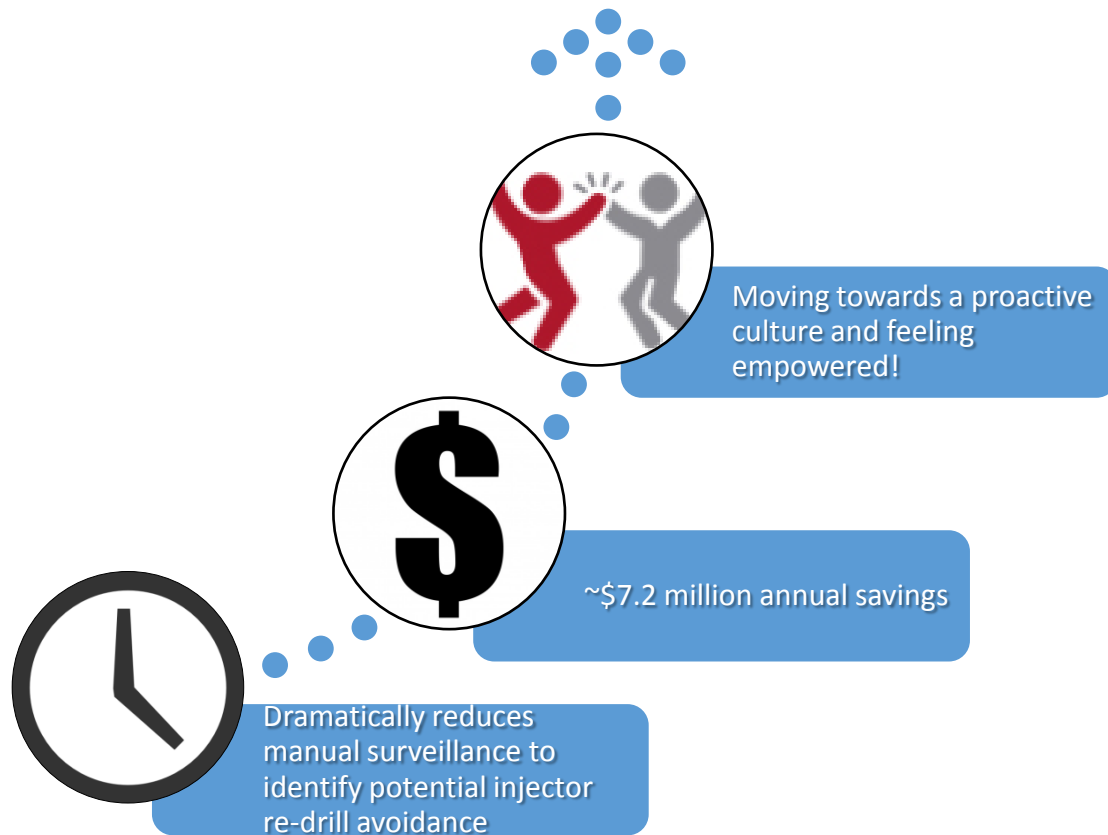 Moving towards a proactive
culture and feeling
empowered!
~$7.2 million annual savings
Dramatically reduces
manual surveillance to
identify potential injector
re-drill avoidance